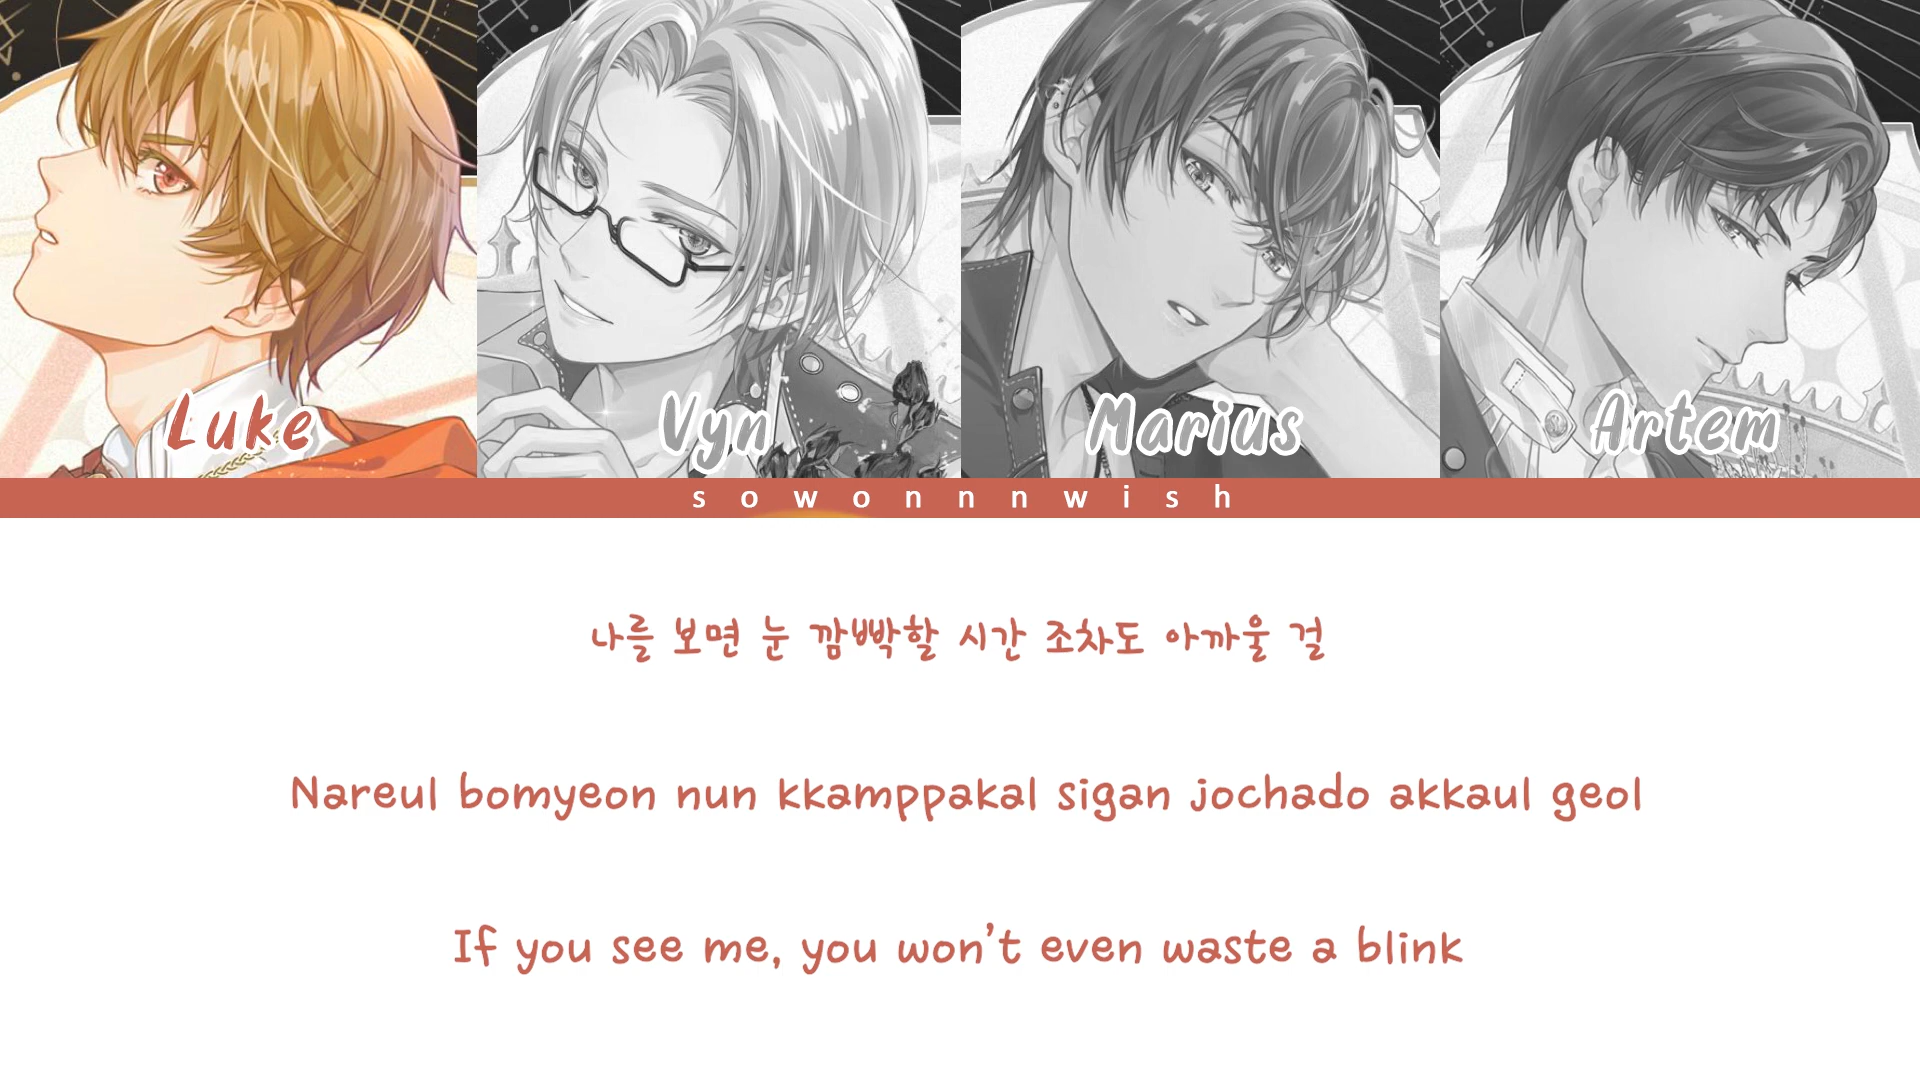 Luke
Vyn
Marius
Artem
sowonnnwish
나를 보면 눈 깜빡할 시간 조차도 아까울 걸
Nareul bomyeon nun kkamppakal sigan jochado akkaul geol
If you see me, you won't even waste a blink